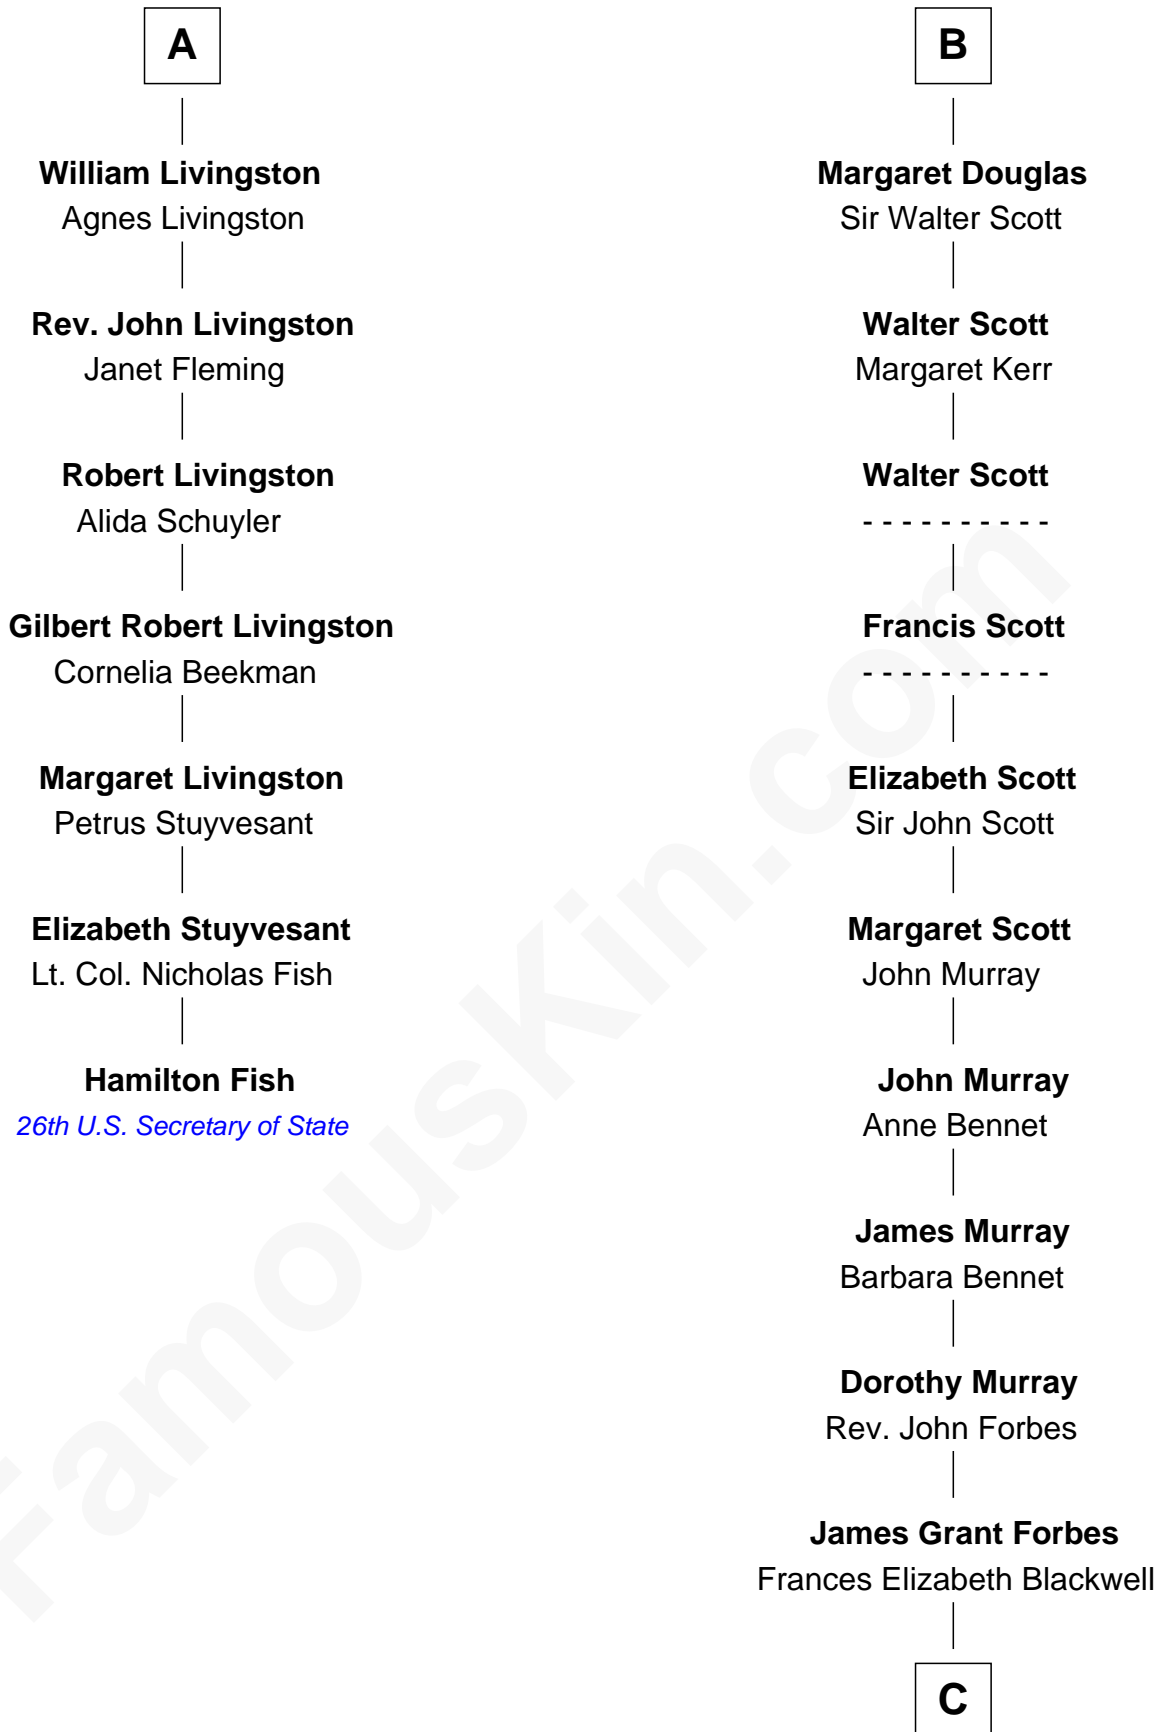 A
William Livingston
Agnes Livingston
Rev. John Livingston
Janet Fleming
Robert Livingston
Alida Schuyler
Gilbert Robert Livingston
Cornelia Beekman
Margaret Livingston
Petrus Stuyvesant
Elizabeth Stuyvesant
Lt. Col. Nicholas Fish
Hamilton Fish
26th U.S. Secretary of State
B
Margaret Douglas
Sir Walter Scott
Walter Scott
Margaret Kerr
Walter Scott
- - - - - - - - - -
Francis Scott
- - - - - - - - - -
Elizabeth Scott
Sir John Scott
Margaret Scott
John Murray
John Murray
Anne Bennet
James Murray
Barbara Bennet
Dorothy Murray
Rev. John Forbes
James Grant Forbes
Frances Elizabeth Blackwell
C
FamousKin.com